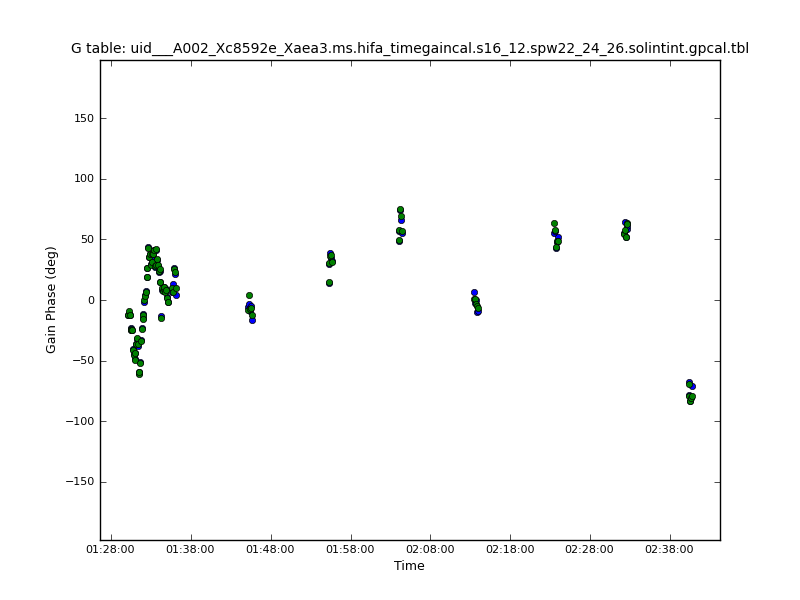 G table: uid___A002_Xc8592e_Xaea3.ms.hifa_timegaincal.s16_12.spw22_24_26.solintint.gpcal.tbl
150
100
50
0
−50
−100
−150
Gain Phase (deg)
01:28:00 01:38:00 01:48:00 01:58:00 02:08:00 02:18:00 02:28:00 02:38:00
Time